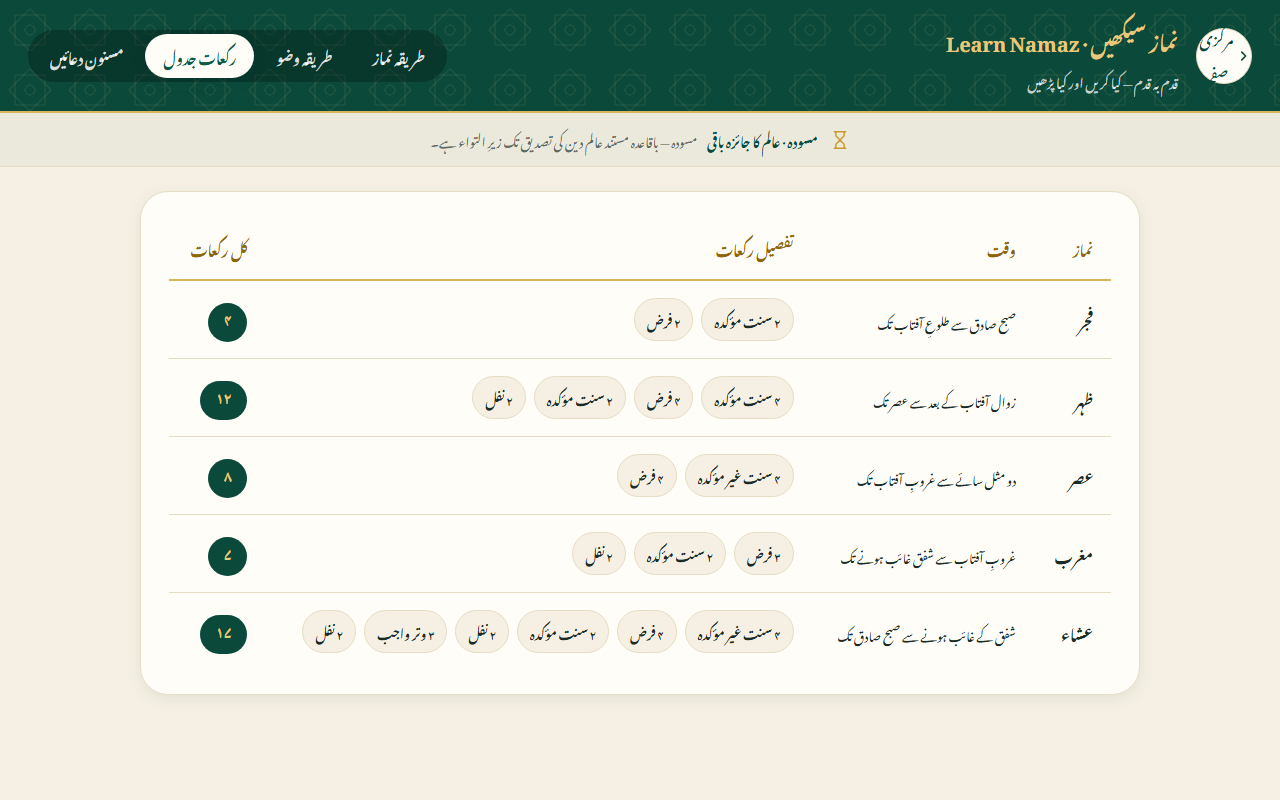 مرکزی صفحہ
نماز سیکھیں · Learn Namaz
قدم بہ قدم — کیا کریں اور کیا پڑھیں
طریقہ نماز
طریقہ وضو
رکعات جدول
مسنون دعائیں
مسودہ · عالم کا جائزہ باقی مسودہ — باقاعدہ مستند عالم دین کی تصدیق تک زیرِ التواء ہے۔
نماز وقت تفصیل رکعات کل رکعات
فجر صبح صادق سے طلوعِ آفتاب تک ۲ سنت مؤکدہ ۲ فرض ۴
ظہر زوال آفتاب کے بعد سے عصر تک ۴ سنت مؤکدہ ۴ فرض ۲ سنت مؤکدہ ۲ نفل ۱۲
عصر دو مثل سائے سے غروبِ آفتاب تک ۴ سنت غیر مؤکدہ ۴ فرض ۸
مغرب غروبِ آفتاب سے شفق غائب ہونے تک ۳ فرض ۲ سنت مؤکدہ ۲ نفل ۷
عشاء شفق کے غائب ہونے سے صبح صادق تک ۴ سنت غیر مؤکدہ ۴ فرض ۲ سنت مؤکدہ ۲ نفل ۳ وتر واجب ۲ نفل ۱۷